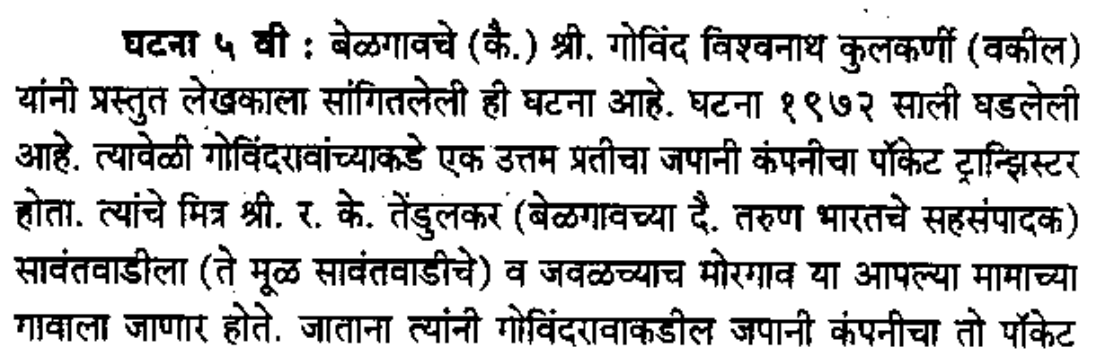 घटना ५ वी : बेळगावचे (कै.) श्री. गोविंद विश्वनाथ कुलकर्णी (वकील)
यांनी प्रस्तुत लेखकाला सांगितलेली ही घटना आहे. घटना १९७२ साली घडलेली
आहे. त्यावेळी गोविंदरावांच्याकडे एक उत्तम प्रतीचा जपानी कंपनीचा पॉकेट ट्रान्झिस्टर
होता. त्यांचे मित्र श्री. र. के. तेंडुलकर (बेळगावच्या दै. तरुण भारतचे सहसंपादक)
सावंतवाडीला (ते मूळ सावंतवाडीचे) व जवळच्याच मोरगाव या आपल्या मामाच्या
गावाला जाणार होते. जाताना त्यांनी गोविंदरावाकडील जपानी कंपनीचा तो पॉकेट